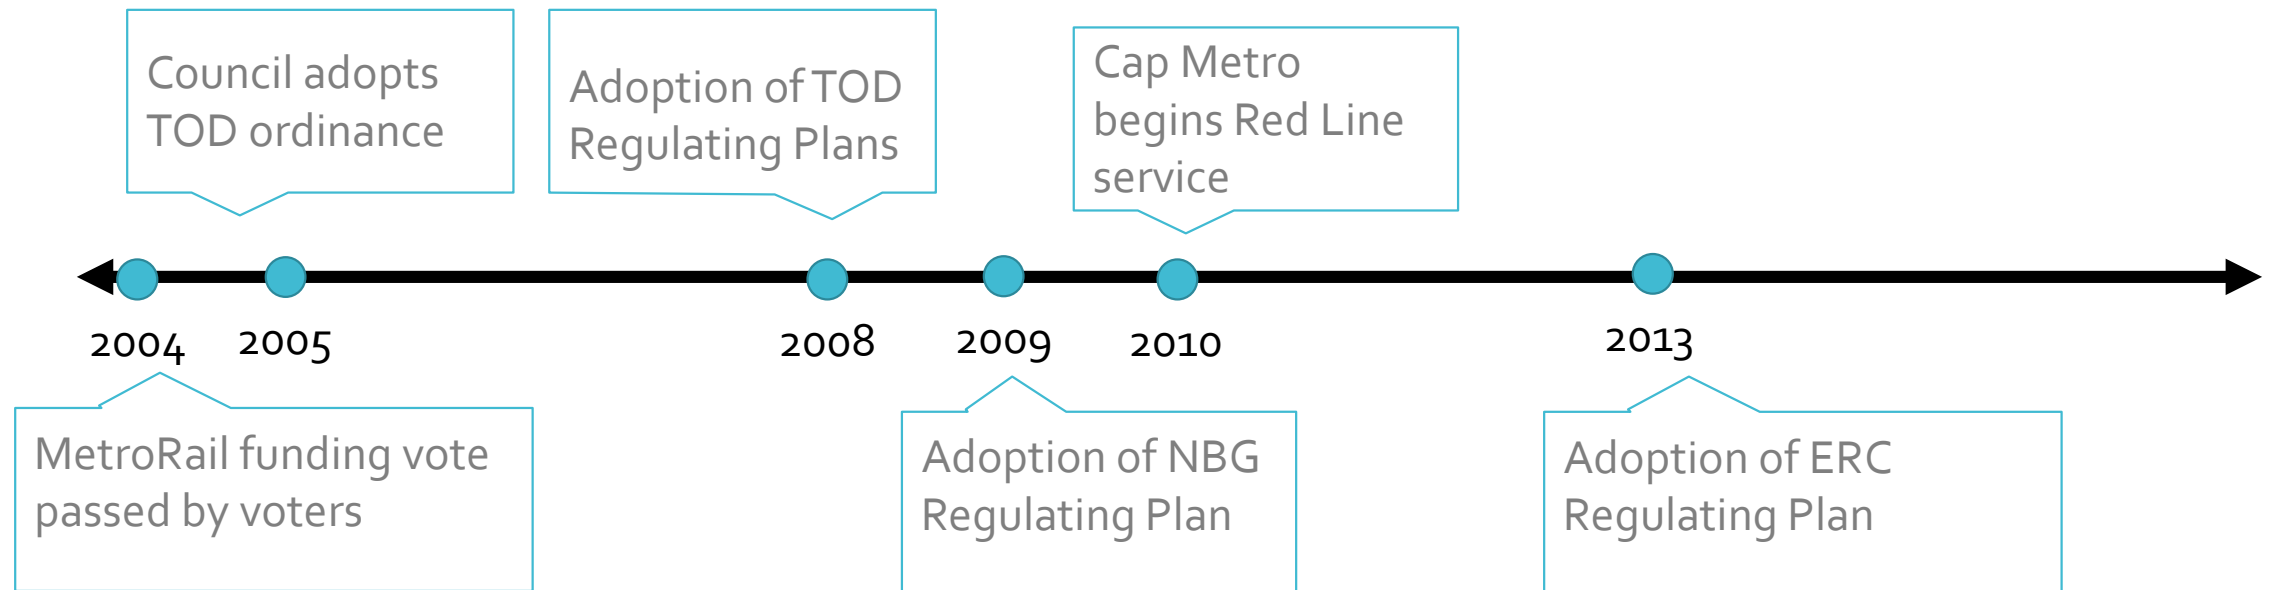 Council adopts
TOD ordinance
Adoption of TOD
Regulating Plans
Cap Metro
begins Red Line
service
2004
2005
2008
2009
2010
2013
MetroRail funding vote
passed by voters
Adoption of NBG
Regulating Plan
Adoption of ERC
Regulating Plan